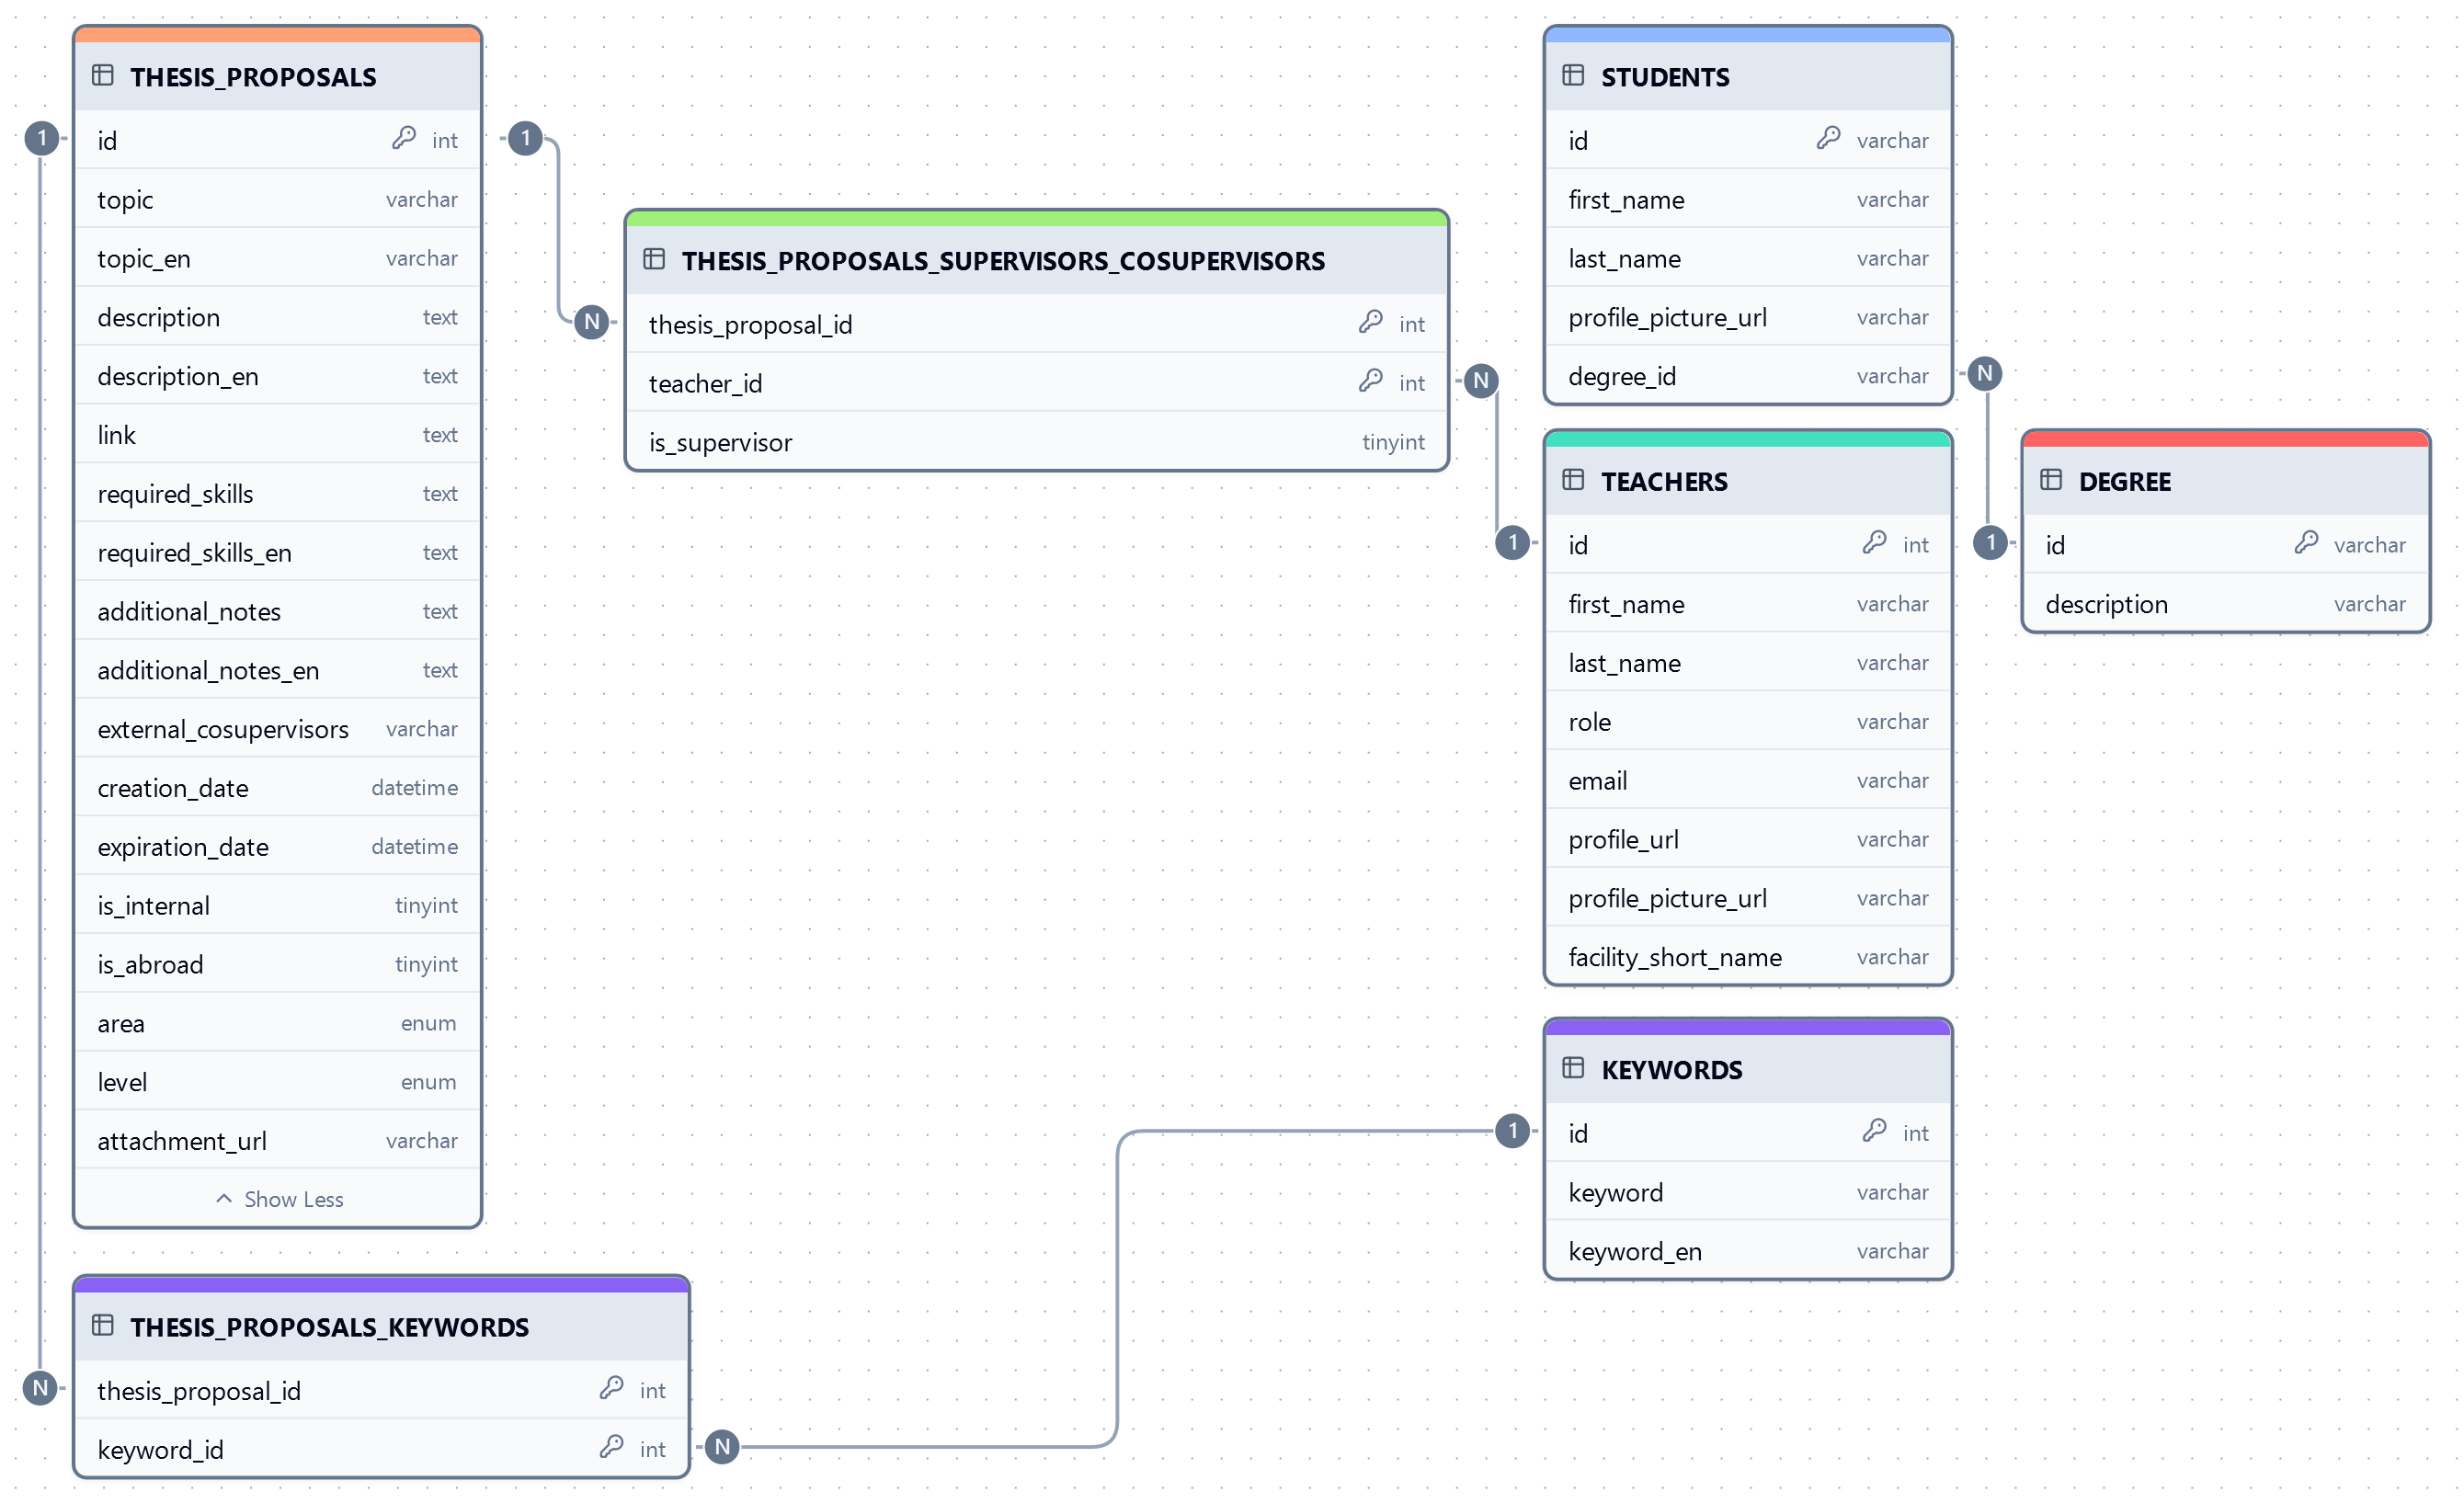 THESIS_PROPOSALS
id int
topic varchar
topic_en varchar
description text
description_en text
link text
required_skills text
required_skills_en text
additional_notes text
additional_notes_en text
external_cosupervisors varchar
creation_date datetime
expiration_date datetime
is_internal tinyint
is_abroad tinyint
area enum
level enum
attachment_url varchar
Show Less
1
1
N
THESIS_PROPOSALS_SUPERVISORS_COSUPERVISORS
thesis_proposal_id int
teacher_id int
is_supervisor tinyint
N
1
STUDENTS
id varchar
first_name varchar
last_name varchar
profile_picture_url varchar
degree_id varchar
N
1
TEACHERS
id int
first_name varchar
last_name varchar
role varchar
email varchar
profile_url varchar
profile_picture_url varchar
facility_short_name varchar
DEGREE
id varchar
description varchar
KEYWORDS
1
id int
keyword varchar
keyword_en varchar
THESIS_PROPOSALS_KEYWORDS
N
thesis_proposal_id int
keyword_id int
N